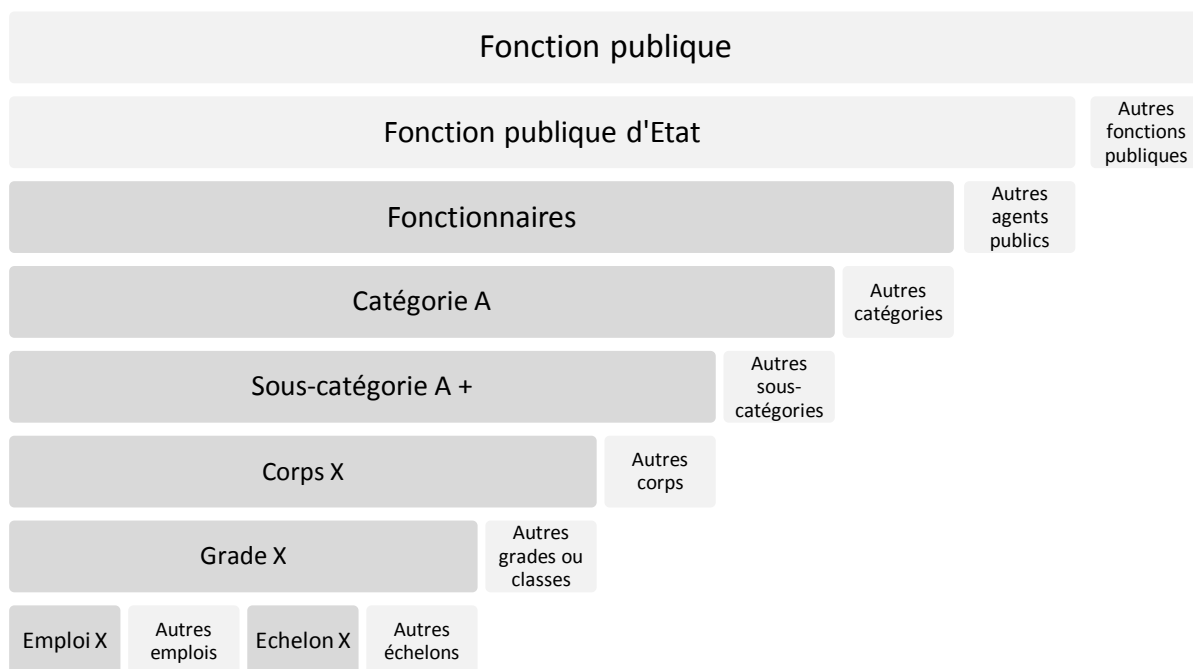 Fonction publique
Fonction publique d'Etat
Autres
fonctions
publiques
Fonctionnaires
Autres
agents
publics
Catégorie A
Autres
catégories
Sous-catégorie A +
Autres
sous-
catégories
Corps X
Autres
corps
Grade X
Autres
grades ou
classes
Emploi X
Autres
emplois
Echelon X
Autres
échelons